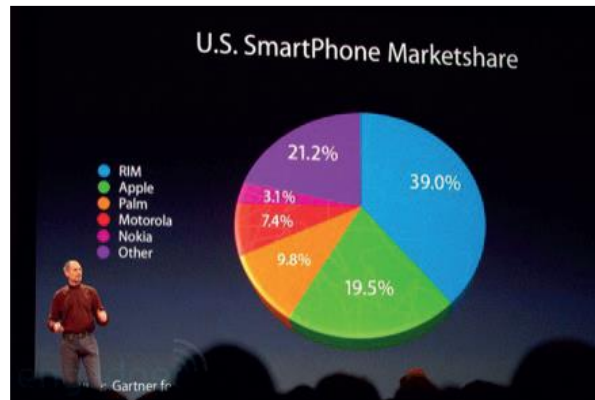 U.S. SmartPhone Marketshare
RIM
Apple
Palm
Motorola
Nokia
Other
21.2%
39.0%
3.1%
7.4%
9.8%
19.5%
Gartner fo